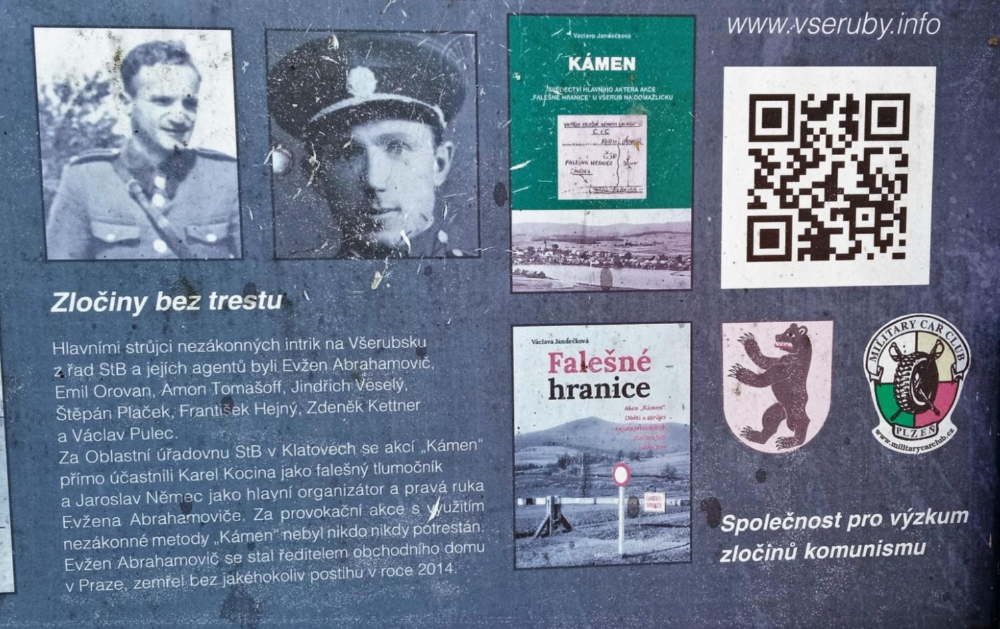 www.vseruby.info
Václava Jandečková
KÁMEN
SVĚDECTVÍ HLAVNÍHO AKTERA AKCE
„FALEŠNÉ HRANICE“ U VŠERUB NA DOMAŽLICKU
C I C
ČSR
FALEŠNÁ HRANICE
Zločiny bez trestu
Hlavními strůjci nezákonných intrik na Všerubsku
z řad StB a jejích agentů byli Evžen Abrahamovič,
Emil Orovan, Amon Tomašoff, Jindřich Veselý,
Štěpán Plaček, František Hejný, Zdeněk Kettner
a Václav Pulec.
Za Oblastní úřadovnu StB v Klatovech se akcí „Kámen“
přímo účastnili Karel Kocina jako falešný tlumočník
a Jaroslav Němec jako hlavní organizátor a pravá ruka
Evžena Abrahamoviče. Za provokační akce s využitím
nezákonné metody „Kámen“ nebyl nikdo nikdy potrestán.
Evžen Abrahamovič se stal ředitelem obchodního domu
v Praze, zemřel bez jakéhokoliv postihu v roce 2014.
Václava Jandečková
Falešné
hranice
Akce „Kámen“.
Oběti a strůjci
LANDES-
GRENZE
MILITARY CAR CLUB
PLZEŇ
www.militarycarclub.cz
Společnost pro výzkum
zločinů komunismu